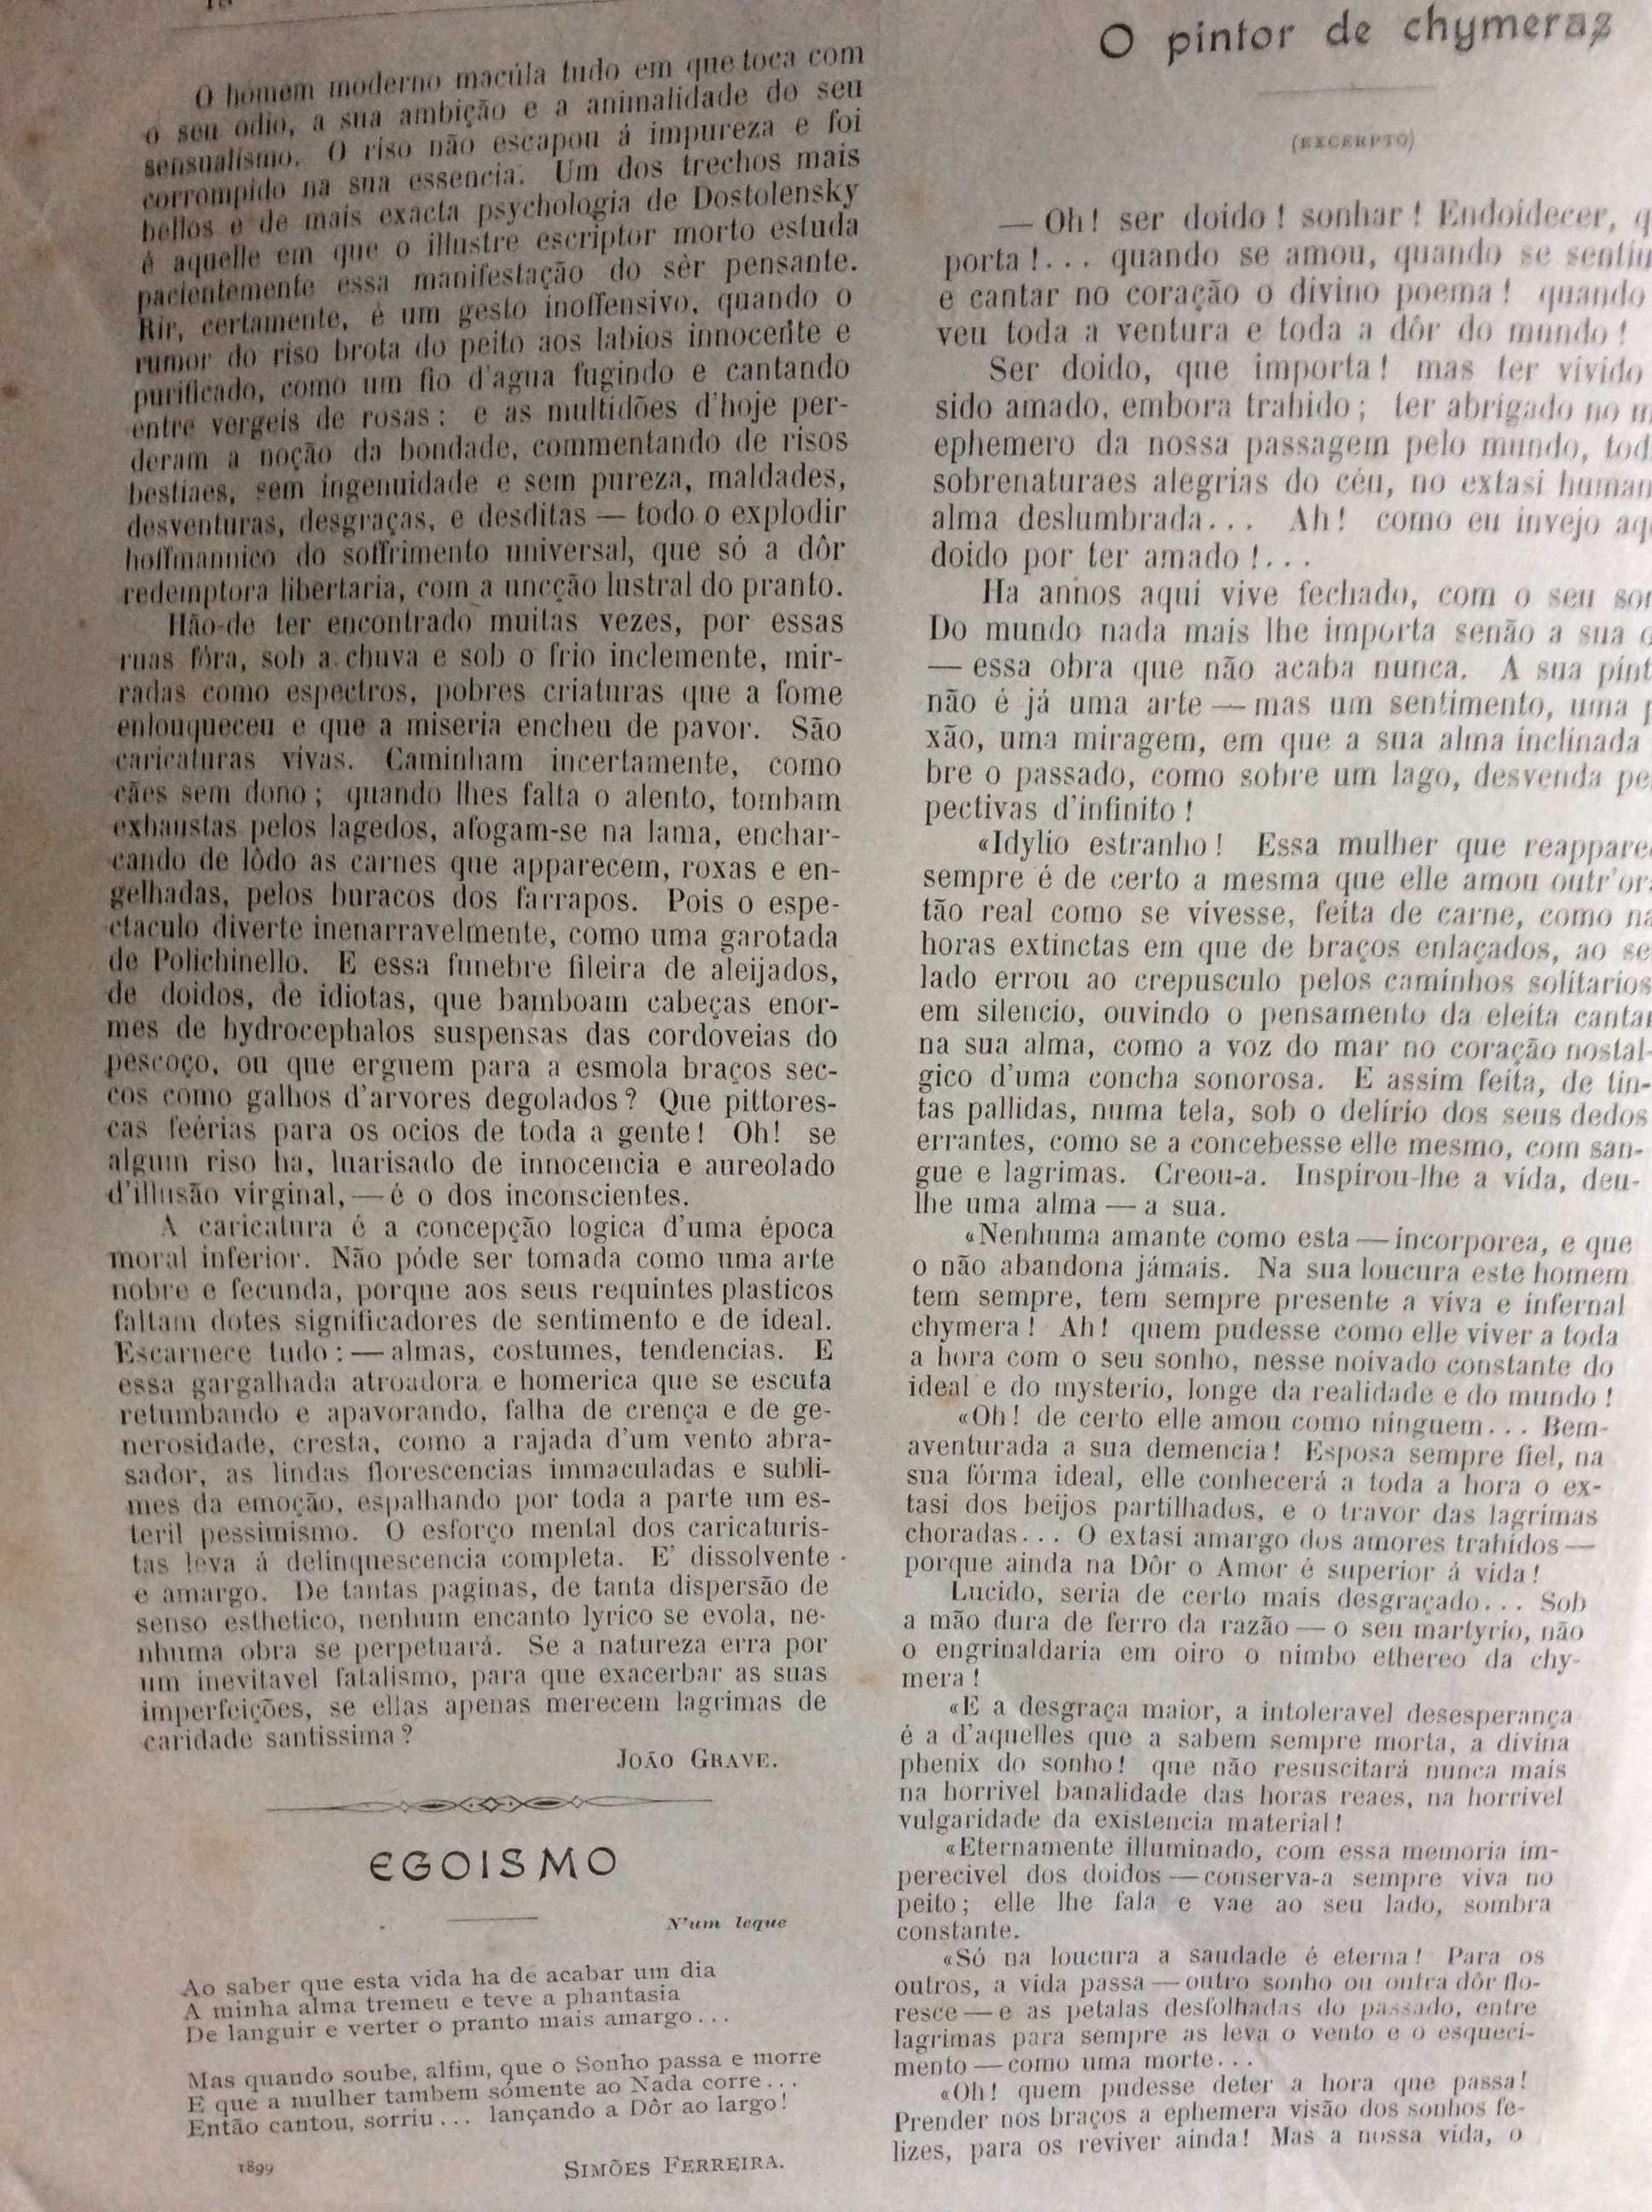 O homem moderno macúla tudo em que toca com
o seu odio, a sua ambição e a animalidade do seu
sensualismo. O riso não escapou á impureza e foi
corrompido na sua essencia. Um dos trechos mais
bellos e de mais exacta psychologia de Dostolensky
é aquelle em que o illustre escriptor morto estuda
pacientemente essa manifestação do sêr pensante.
Rir, certamente, é um gesto inoffensivo, quando o
rumor do riso brota do peito aos labios innocente e
purificado, como um fio d'agua fugindo e cantando
entre vergeis de rosas: e as multidões d'hoje per-
deram a noção da bondade, commentando de risos
bestiaes, sem ingenuidade e sem pureza, maldades,
desventuras, desgraças, e desditas — todo o explodir
hoffmannico do soffrimento universal, que só a dôr
redemptora libertaria, com a uncção lustral do pranto.
Hão-de ter encontrado muitas vezes, por essas
ruas fóra, sob a chuva e sob o frio inclemente, mir-
radas como espectros, pobres criaturas que a fome
enlouqueceu e que a miseria encheu de pavor. São
caricaturas vivas. Caminham incertamente, como
cães sem dono; quando lhes falta o alento, tombam
exhaustas pelos lagedos, afogam-se na lama, enchar-
cando de lôdo as carnes que apparecem, roxas e en-
gelhadas, pelos buracos dos farrapos. Pois o espe-
ctaculo diverte inenarravelmente, como uma garotada
de Polichinello. E essa funebre fileira de aleijados,
de doidos, de idiotas, que bamboam cabeças enor-
mes de hydrocephalos suspensas das cordoveias do
pescoço, ou que erguem para a esmola braços sec-
cos como galhos d'arvores degolados? Que pittores-
cas feérias para os ocios de toda a gente! Oh! se
algum riso ha, luarisado de innocencia e aureolado
d'illusão virginal, — é o dos inconscientes.
A caricatura é a concepção logica d'uma época
moral inferior. Não póde ser tomada como uma arte
nobre e fecunda, porque aos seus requintes plasticos
faltam dotes significadores de sentimento e de ideal.
Escarnece tudo: — almas, costumes, tendencias. E
essa gargalhada atroadora e homerica que se escuta
retumbando e apavorando, falha de crença e de ge-
nerosidade, cresta, como a rajada d'um vento abra-
sador, as lindas florescencias immaculadas e subli-
mes da emoção, espalhando por toda a parte um es-
teril pessimismo. O esforço mental dos caricaturis-
tas leva á delinquescencia completa. E' dissolvente
e amargo. De tantas paginas, de tanta dispersão de
senso esthetico, nenhum encanto lyrico se evola, ne-
nhuma obra se perpetuará. Se a natureza erra por
um inevitavel fatalismo, para que exacerbar as suas
imperfeições, se ellas apenas merecem lagrimas de
caridade santissima?
JOÃO GRAVE.
EGOISMO
N'um leque
Ao saber que esta vida ha de acabar um dia
A minha alma tremeu e teve a phantasia
De languir e verter o pranto mais amargo...
Mas quando soube, alfim, que o Sonho passa e morre
E que a mulher tambem sómente ao Nada corre...
Então cantou, sorriu... lançando a Dôr ao largo!
1899
SIMÕES FERREIRA.
O pintor de chymeras
(EXCERPTO)
— Oh! ser doido! sonhar! Endoidecer, q
porta!... quando se amou, quando se sentiu
e cantar no coração o divino poema! quando
veu toda a ventura e toda a dôr do mundo!
Ser doido, que importa! mas ter vivido
sido amado, embora trahido; ter abrigado no m
ephemero da nossa passagem pelo mundo, tod
sobrenaturaes alegrias do céu, no extasi human
alma deslumbrada... Ah! como eu invejo aq
doido por ter amado!...
Ha annos aqui vive fechado, com o seu so
Do mundo nada mais lhe importa senão a sua
— essa obra que não acaba nunca. A sua pint
não é já uma arte — mas um sentimento, uma p
xão, uma miragem, em que a sua alma inclinada
bre o passado, como sobre um lago, desvenda pe
pectivas d'infinito!
«Idylio estranho! Essa mulher que reappare
sempre é de certo a mesma que elle amou outr'or
tão real como se vivesse, feita de carne, como na
horas extinctas em que de braços enlaçados, ao se
lado errou ao crepusculo pelos caminhos solitarios
em silencio, ouvindo o pensamento da eleita cantar
na sua alma, como a voz do mar no coração nostal-
gico d'uma concha sonorosa. E assim feita, de tin-
tas pallidas, numa tela, sob o delirio dos seus dedos
errantes, como se a concebesse elle mesmo, com san-
gue e lagrimas. Creou-a. Inspirou-lhe a vida, deu-
lhe uma alma — a sua.
«Nenhuma amante como esta — incorporea, e que
o não abandona jámais. Na sua loucura este homem
tem sempre, tem sempre presente a viva e infernal
chymera! Ah! quem pudesse como elle viver a toda
a hora com o seu sonho, nesse noivado constante do
ideal e do mysterio, longe da realidade e do mundo!
«Oh! de certo elle amou como ninguem... Bem-
aventurada a sua demencia! Esposa sempre fiel, na
sua fórma ideal, elle conhecerá a toda a hora o ex-
tasi dos beijos partilhados, e o travor das lagrimas
choradas... O extasi amargo dos amores trahidos —
porque ainda na Dôr o Amor é superior á vida!
Lucido, seria de certo mais desgraçado... Sob
a mão dura de ferro da razão — o seu martyrio, não
o engrinaldaria em oiro o nimbo ethereo da chy-
mera!
«E a desgraça maior, a intoleravel desesperança
é a d'aquelles que a sabem sempre morta, a divina
phenix do sonho! que não resuscitará nunca mais
na horrivel banalidade das horas reaes, na horrivel
vulgaridade da existencia material!
«Eternamente illuminado, com essa memoria im-
perecivel dos doidos — conserva-a sempre viva no
peito; elle lhe fala e vae ao seu lado, sombra
constante.
«Só na loucura a saudade é eterna! Para os
outros, a vida passa — outro sonho ou outra dôr flo-
resce — e as petalas desfolhadas do passado, entre
lagrimas para sempre as leva o vento e o esqueci-
mento — como uma morte...
«Oh! quem pudesse deter a hora que passa!
Prender nos braços a ephemera visão dos sonhos fe-
lizes, para os reviver ainda! Mas a nossa vida, o